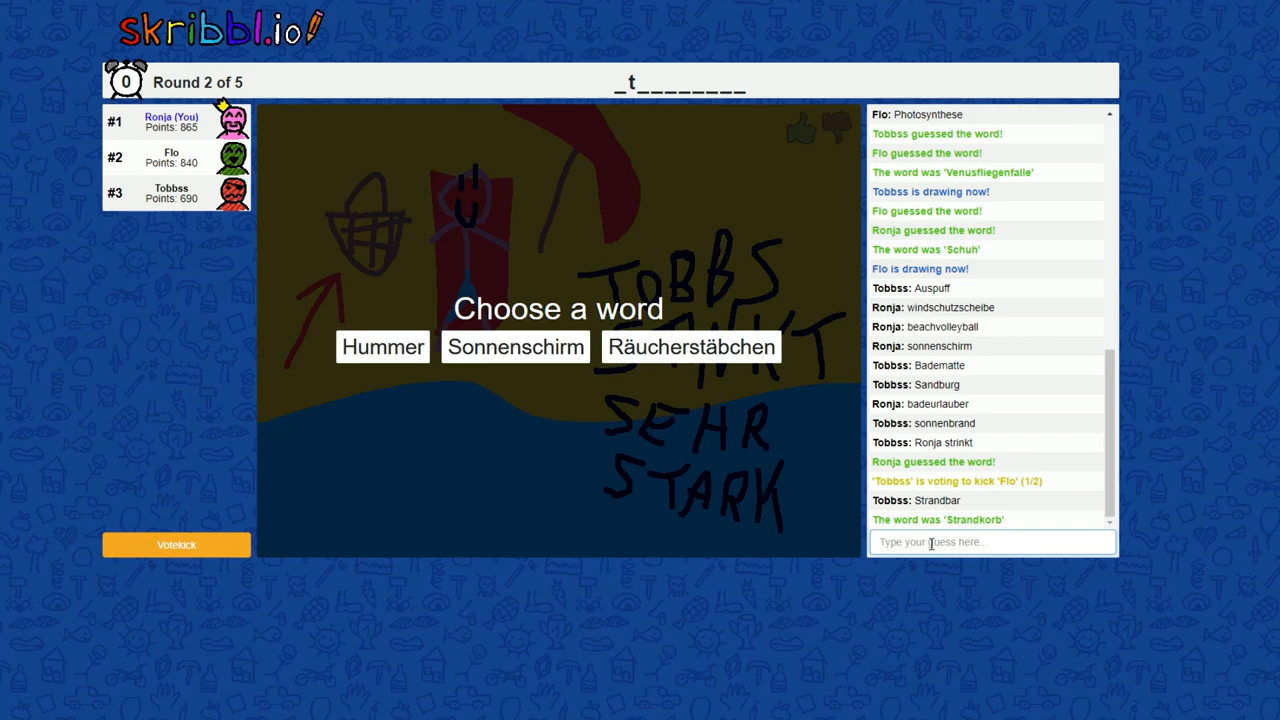 skribbl.io
0
Round 2 of 5
_t________
#1
Ronja (You)
Points: 865
#2
Flo
Points: 840
#3
Tobbss
Points: 690
Votekick
TOBBS
STINKT
SEHR
STARK
Choose a word
Hummer
Sonnenschirm
Räucherstäbchen
Flo: Photosynthese
Tobbss guessed the word!
Flo guessed the word!
The word was 'Venusfliegenfalle'
Tobbss is drawing now!
Flo guessed the word!
Ronja guessed the word!
The word was 'Schuh'
Flo is drawing now!
Tobbss: Auspuff
Ronja: windschutzscheibe
Ronja: beachvolleyball
Ronja: sonnenschirm
Tobbss: Badematte
Tobbss: Sandburg
Ronja: badeurlauber
Tobbss: sonnenbrand
Tobbss: Ronja strinkt
Ronja guessed the word!
'Tobbss' is voting to kick 'Flo' (1/2)
Tobbss: Strandbar
The word was 'Strandkorb'
Type your guess here...